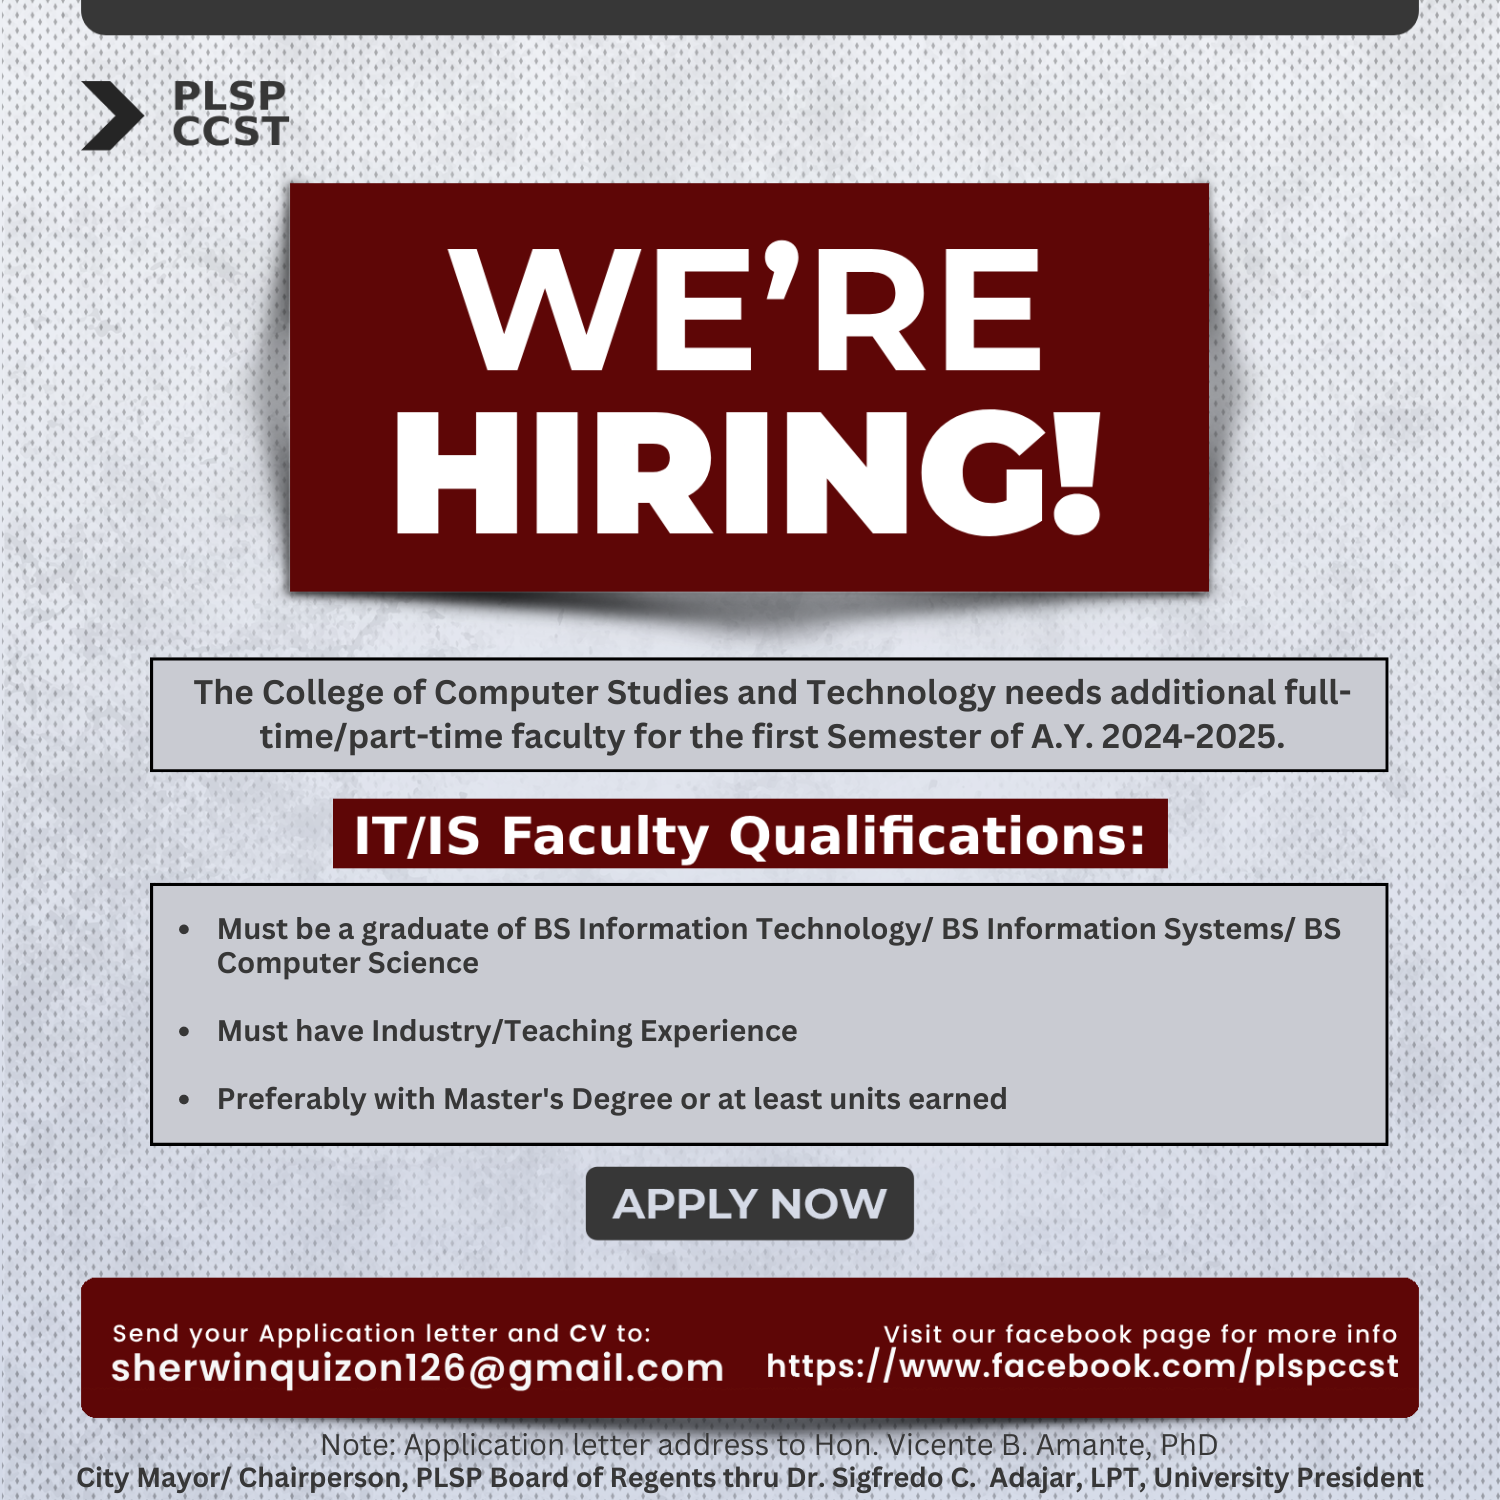 PLSP
CCST
WE’RE
HIRING!
The College of Computer Studies and Technology needs additional full-
time/part-time faculty for the first Semester of A.Y. 2024-2025.
IT/IS Faculty Qualifications:
• Must be a graduate of BS Information Technology/ BS Information Systems/ BS
Computer Science
• Must have Industry/Teaching Experience
• Preferably with Master's Degree or at least units earned
APPLY NOW
Send your Application letter and CV to:
sherwinquizon126@gmail.com
Visit our facebook page for more info
https://www.facebook.com/plspccst
Note: Application letter address to Hon. Vicente B. Amante, PhD
City Mayor/ Chairperson, PLSP Board of Regents thru Dr. Sigfredo C. Adajar, LPT, University President